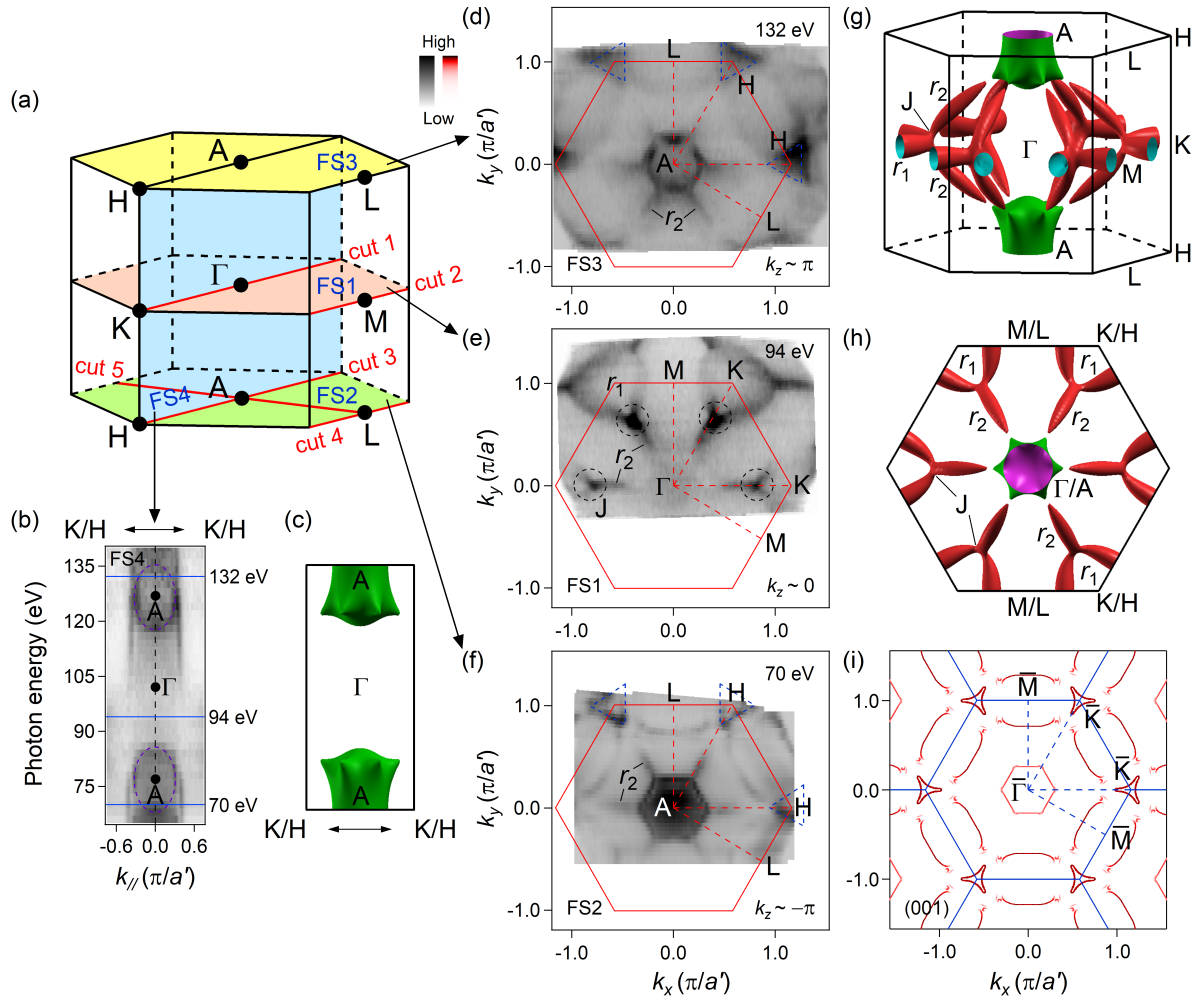 (a)
High
Low
A
FS3
H
L
cut 1
Γ
FS1
cut 2
K
M
cut 3
cut 5
A
FS4
FS2
H
L
cut 4
(b)
K/H K/H
FS4
135
132 eV
A
120
105
Γ
94 eV
90
75
A
70 eV
Photon energy (eV)
-0.6 0.0 0.6
k// (π/a')
(c)
A
Γ
A
K/H K/H
(d)
132 eV
L
1.0
H
H
A
0.0
r2
L
-1.0
FS3
kz ~ π
ky (π/a')
-1.0 0.0 1.0
(e)
94 eV
M
K
1.0
r1
r2
Γ
K
0.0
J
M
-1.0
FS1
kz ~ 0
ky (π/a')
-1.0 0.0 1.0
(f)
70 eV
L
H
1.0
r2
A
H
0.0
L
-1.0
FS2
kz ~ −π
ky (π/a')
-1.0 0.0 1.0
kx (π/a')
(g)
A
H
L
r2
J
Γ
K
r1
r2
M
A
H
L
(h)
M/L
K/H
r1
r1
r2
r2
Γ/A
J
r2
r1
M/L
K/H
(i)
M̄
1.0
K̄
K̄
Γ̄
0.0
M̄
-1.0
(001)
-1.0 0.0 1.0
kx (π/a')